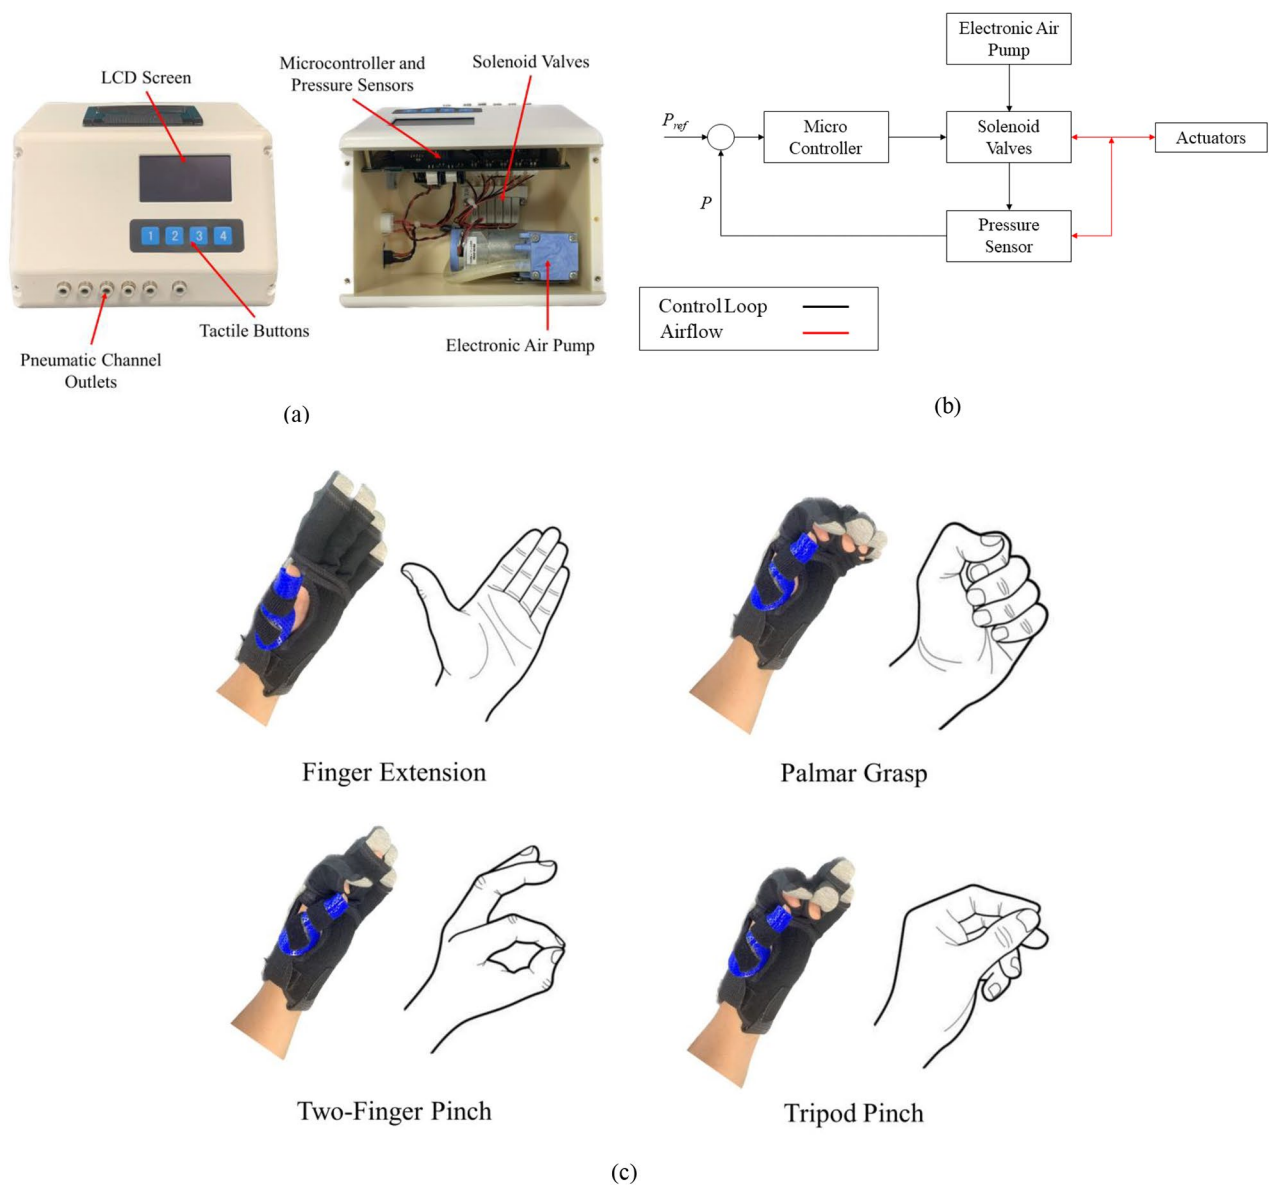 LCD Screen
Microcontroller and
Pressure Sensors
Solenoid Valves
1 2 3 4
Tactile Buttons
Pneumatic Channel
Outlets
Electronic Air Pump
(a)
Electronic Air
Pump
Pref
Micro
Controller
Solenoid
Valves
Actuators
P
Pressure
Sensor
Control Loop
Airflow
(b)
Finger Extension
Palmar Grasp
Two-Finger Pinch
Tripod Pinch
(c)